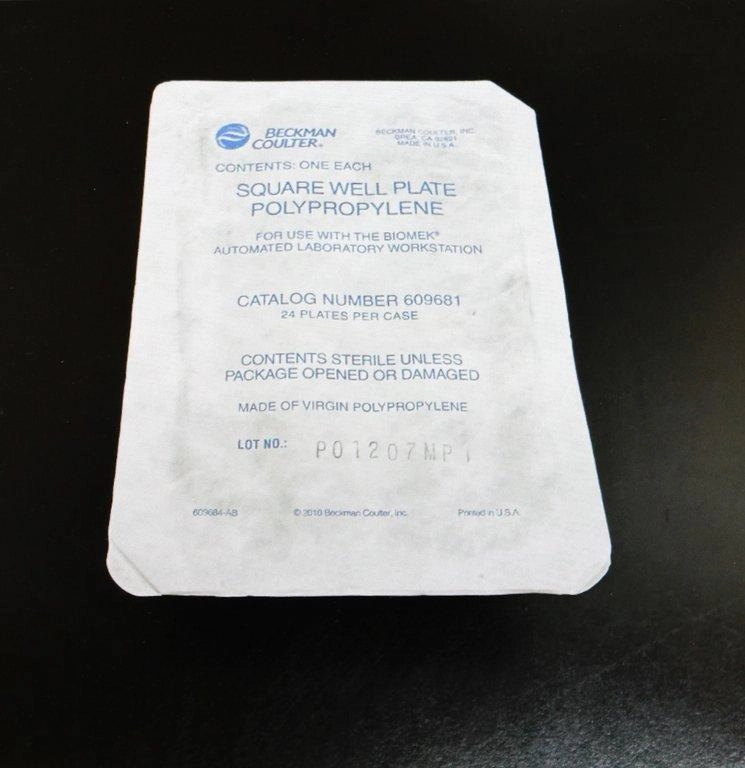 BECKMAN
COULTER®
BECKMAN COULTER, INC.
BREA, CA 92821
MADE IN U.S.A.
CONTENTS: ONE EACH
SQUARE WELL PLATE
POLYPROPYLENE
FOR USE WITH THE BIOMEK®
AUTOMATED LABORATORY WORKSTATION
CATALOG NUMBER 609681
24 PLATES PER CASE
CONTENTS STERILE UNLESS
PACKAGE OPENED OR DAMAGED
MADE OF VIRGIN POLYPROPYLENE
LOT NO.: P01207MP
609684-AB © 2010 Beckman Coulter, Inc. Printed in U.S.A.